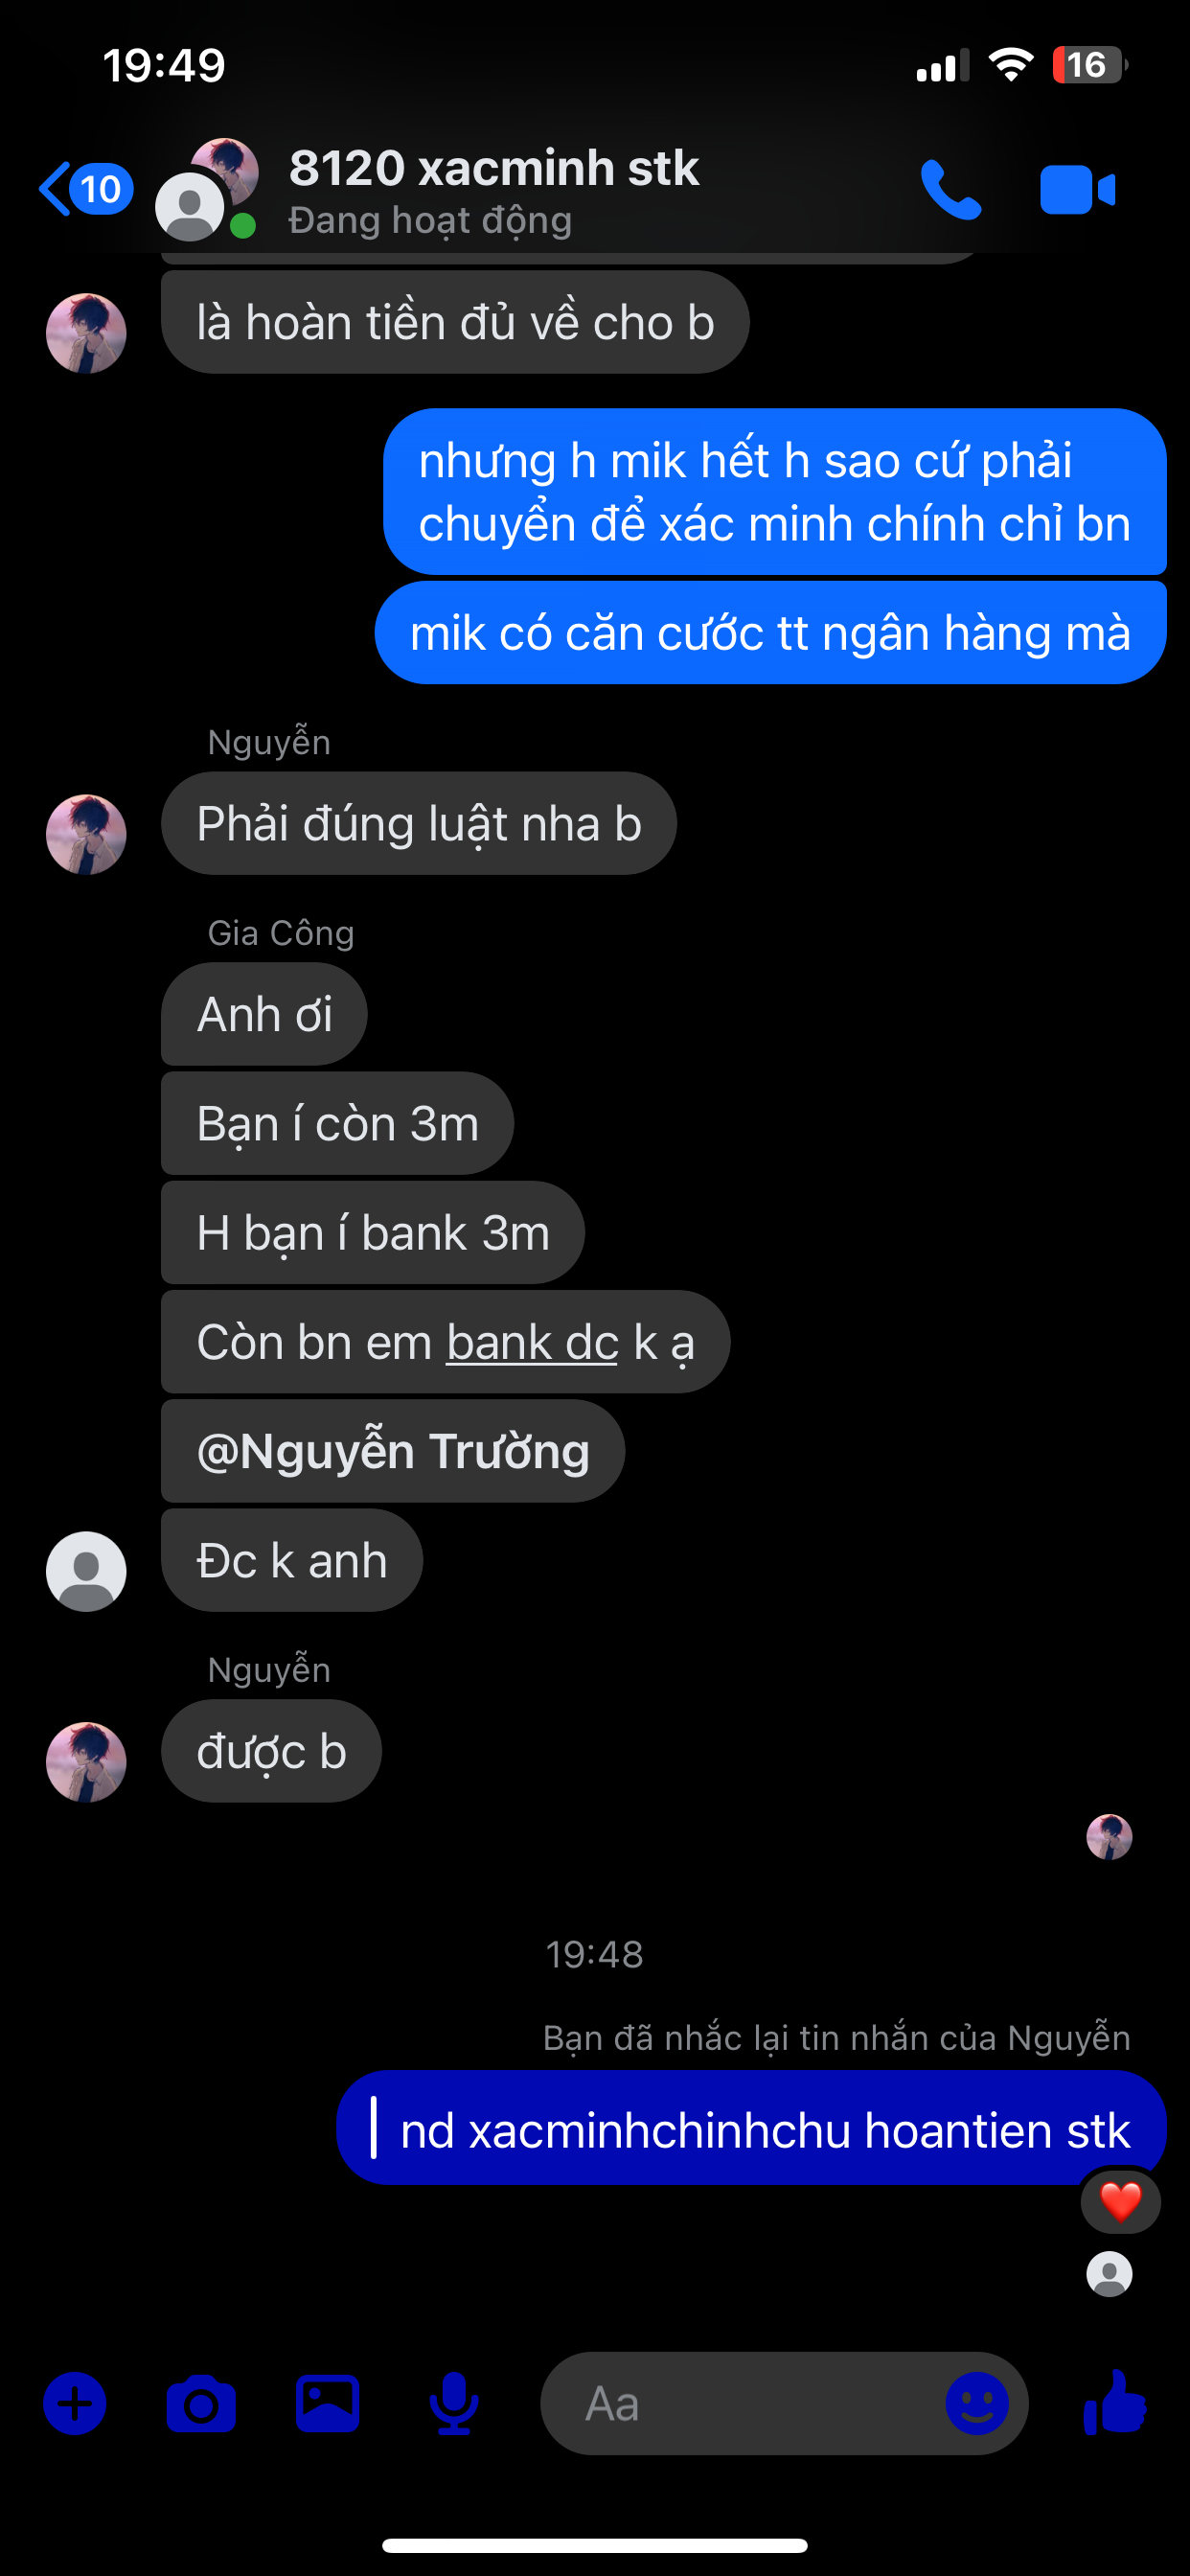 19:49
16
10
8120 xacminh stk
Đang hoạt động
là hoàn tiền đủ về cho b
nhưng h mik hết h sao cứ phải
chuyển để xác minh chính chỉ bn
mik có căn cước tt ngân hàng mà
Nguyễn
Phải đúng luật nha b
Gia Công
Anh ơi
Bạn í còn 3m
H bạn í bank 3m
Còn bn em bank dc k ạ
@Nguyễn Trường
Đc k anh
Nguyễn
được b
19:48
Bạn đã nhắc lại tin nhắn của Nguyễn
nd xacminhchinhchu hoantien stk
Aa